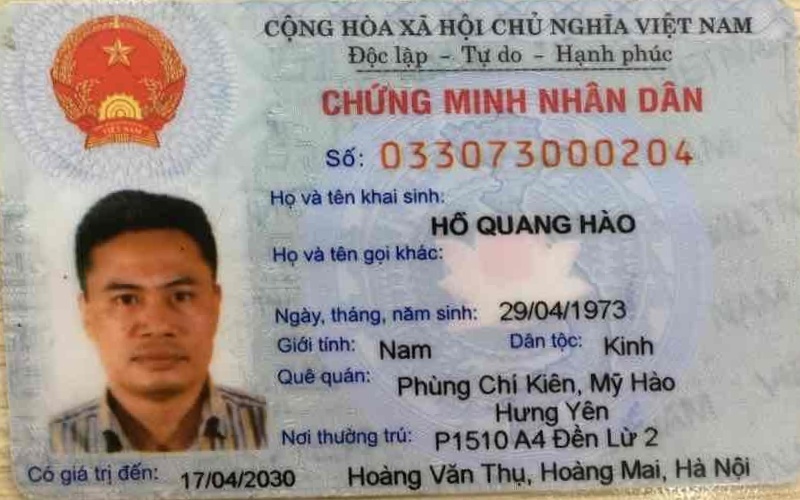 CỘNG HÒA XÃ HỘI CHỦ NGHĨA VIỆT NAM
Độc lập - Tự do - Hạnh phúc
CHỨNG MINH NHÂN DÂN
Số: 033073000204
Họ và tên khai sinh:
HỒ QUANG HÀO
Họ và tên gọi khác:
Ngày, tháng, năm sinh: 29/04/1973
Giới tính: Nam Dân tộc: Kinh
Quê quán: Phùng Chí Kiên, Mỹ Hào
Hưng Yên
Nơi thường trú: P1510 A4 Đền Lừ 2
Có giá trị đến: 17/04/2030 Hoàng Văn Thụ, Hoàng Mai, Hà Nội
VIỆT NAM